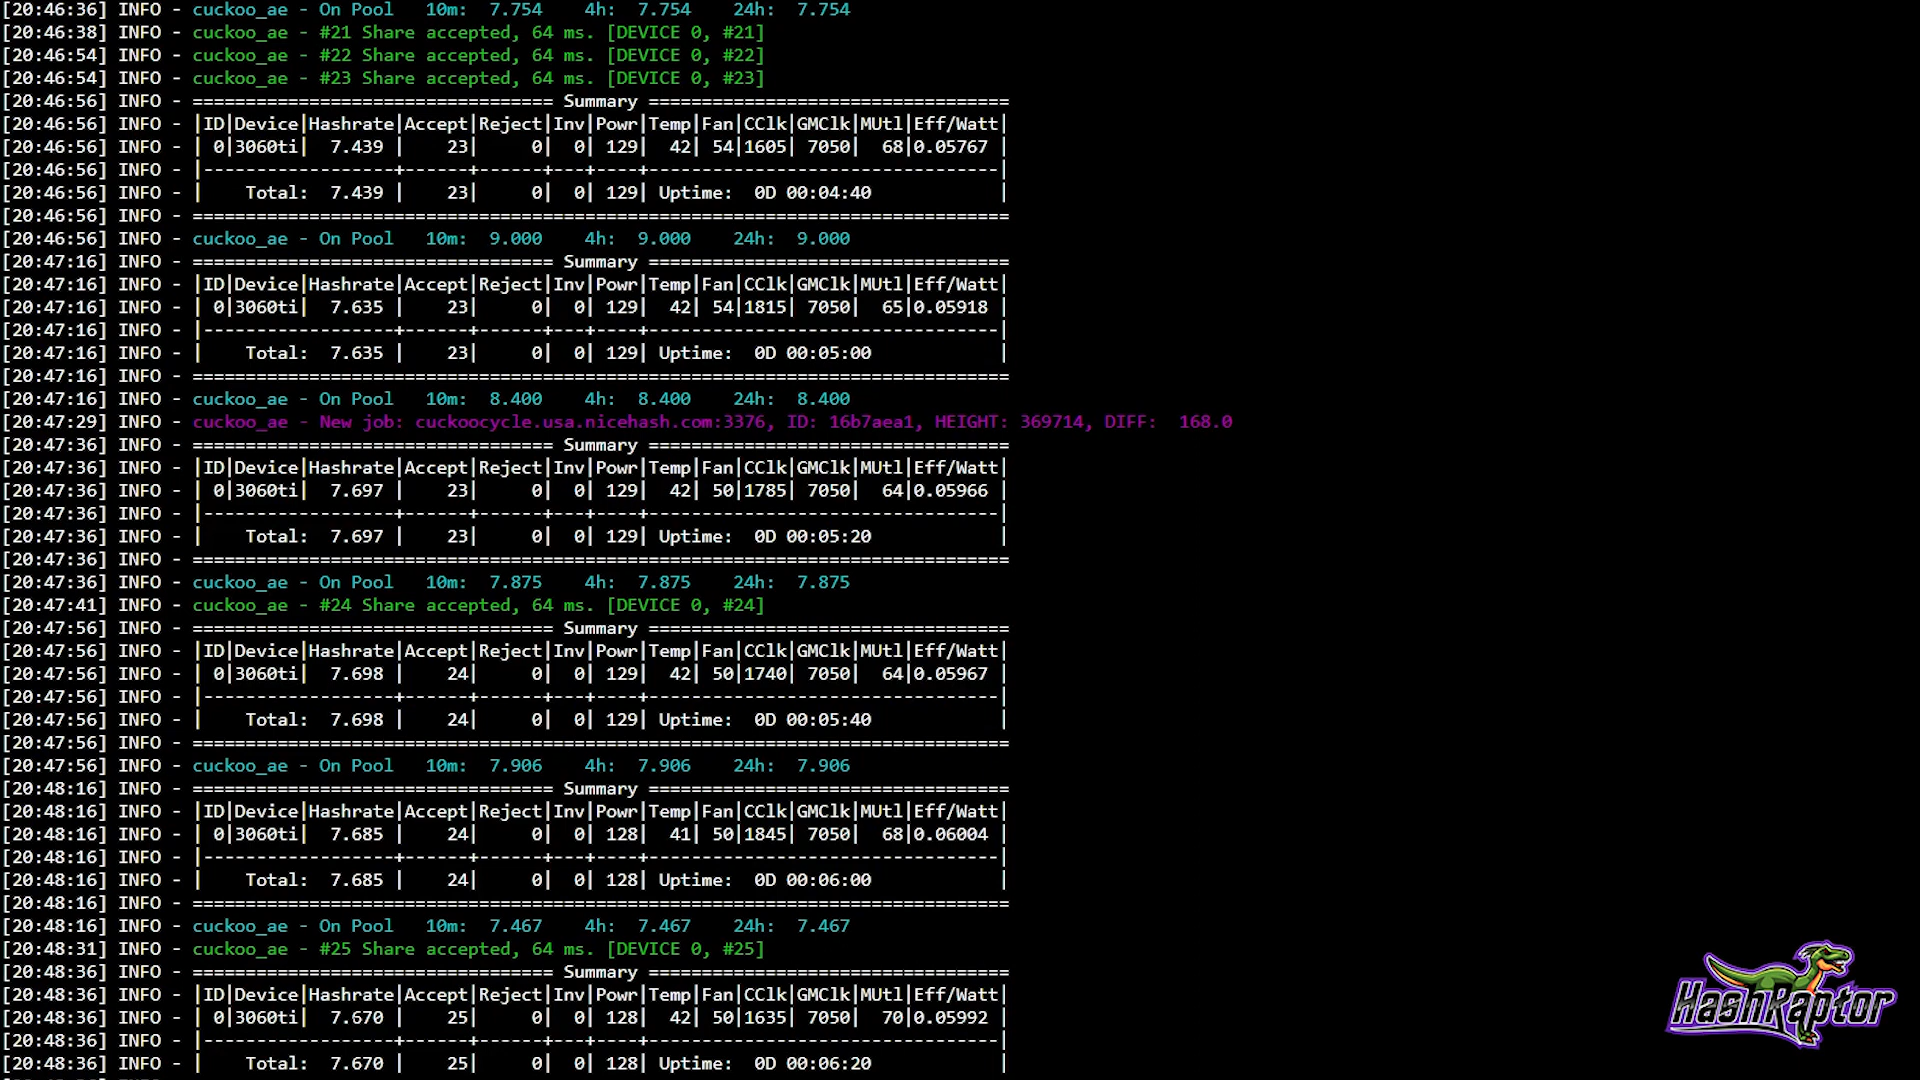 [20:46:36] INFO - cuckoo_ae - On Pool   10m:  7.754    4h:  7.754    24h:  7.754
[20:46:38] INFO - cuckoo_ae - #21 Share accepted, 64 ms. [DEVICE 0, #21]
[20:46:54] INFO - cuckoo_ae - #22 Share accepted, 64 ms. [DEVICE 0, #22]
[20:46:54] INFO - cuckoo_ae - #23 Share accepted, 64 ms. [DEVICE 0, #23]
[20:46:56] INFO - ================================== Summary ==================================
[20:46:56] INFO - |ID|Device|Hashrate|Accept|Reject|Inv|Powr|Temp|Fan|CClk|GMClk|MUtl|Eff/Watt|
[20:46:56] INFO - | 0|3060ti|  7.439 |    23|     0|  0| 129|  42| 54|1605| 7050|  68|0.05767 |
[20:46:56] INFO - |------------------+------+------+---+----+---------------------------------|
[20:46:56] INFO - |    Total:  7.439 |    23|     0|  0| 129| Uptime:  0D 00:04:40            |
[20:46:56] INFO - =============================================================================
[20:46:56] INFO - cuckoo_ae - On Pool   10m:  9.000    4h:  9.000    24h:  9.000
[20:47:16] INFO - ================================== Summary ==================================
[20:47:16] INFO - |ID|Device|Hashrate|Accept|Reject|Inv|Powr|Temp|Fan|CClk|GMClk|MUtl|Eff/Watt|
[20:47:16] INFO - | 0|3060ti|  7.635 |    23|     0|  0| 129|  42| 54|1815| 7050|  65|0.05918 |
[20:47:16] INFO - |------------------+------+------+---+----+---------------------------------|
[20:47:16] INFO - |    Total:  7.635 |    23|     0|  0| 129| Uptime:  0D 00:05:00            |
[20:47:16] INFO - =============================================================================
[20:47:16] INFO - cuckoo_ae - On Pool   10m:  8.400    4h:  8.400    24h:  8.400
[20:47:29] INFO - cuckoo_ae - New job: cuckoocycle.usa.nicehash.com:3376, ID: 16b7aea1, HEIGHT: 369714, DIFF:  168.0
[20:47:36] INFO - ================================== Summary ==================================
[20:47:36] INFO - |ID|Device|Hashrate|Accept|Reject|Inv|Powr|Temp|Fan|CClk|GMClk|MUtl|Eff/Watt|
[20:47:36] INFO - | 0|3060ti|  7.697 |    23|     0|  0| 129|  42| 50|1785| 7050|  64|0.05966 |
[20:47:36] INFO - |------------------+------+------+---+----+---------------------------------|
[20:47:36] INFO - |    Total:  7.697 |    23|     0|  0| 129| Uptime:  0D 00:05:20            |
[20:47:36] INFO - =============================================================================
[20:47:36] INFO - cuckoo_ae - On Pool   10m:  7.875    4h:  7.875    24h:  7.875
[20:47:41] INFO - cuckoo_ae - #24 Share accepted, 64 ms. [DEVICE 0, #24]
[20:47:56] INFO - ================================== Summary ==================================
[20:47:56] INFO - |ID|Device|Hashrate|Accept|Reject|Inv|Powr|Temp|Fan|CClk|GMClk|MUtl|Eff/Watt|
[20:47:56] INFO - | 0|3060ti|  7.698 |    24|     0|  0| 129|  42| 50|1740| 7050|  64|0.05967 |
[20:47:56] INFO - |------------------+------+------+---+----+---------------------------------|
[20:47:56] INFO - |    Total:  7.698 |    24|     0|  0| 129| Uptime:  0D 00:05:40            |
[20:47:56] INFO - =============================================================================
[20:47:56] INFO - cuckoo_ae - On Pool   10m:  7.906    4h:  7.906    24h:  7.906
[20:48:16] INFO - ================================== Summary ==================================
[20:48:16] INFO - |ID|Device|Hashrate|Accept|Reject|Inv|Powr|Temp|Fan|CClk|GMClk|MUtl|Eff/Watt|
[20:48:16] INFO - | 0|3060ti|  7.685 |    24|     0|  0| 128|  41| 50|1845| 7050|  68|0.06004 |
[20:48:16] INFO - |------------------+------+------+---+----+---------------------------------|
[20:48:16] INFO - |    Total:  7.685 |    24|     0|  0| 128| Uptime:  0D 00:06:00            |
[20:48:16] INFO - =============================================================================
[20:48:16] INFO - cuckoo_ae - On Pool   10m:  7.467    4h:  7.467    24h:  7.467
[20:48:31] INFO - cuckoo_ae - #25 Share accepted, 64 ms. [DEVICE 0, #25]
[20:48:36] INFO - ================================== Summary ==================================
[20:48:36] INFO - |ID|Device|Hashrate|Accept|Reject|Inv|Powr|Temp|Fan|CClk|GMClk|MUtl|Eff/Watt|
[20:48:36] INFO - | 0|3060ti|  7.670 |    25|     0|  0| 128|  42| 50|1635| 7050|  70|0.05992 |
[20:48:36] INFO - |------------------+------+------+---+----+---------------------------------|
[20:48:36] INFO - |    Total:  7.670 |    25|     0|  0| 128| Uptime:  0D 00:06:20            |
HashRaptor